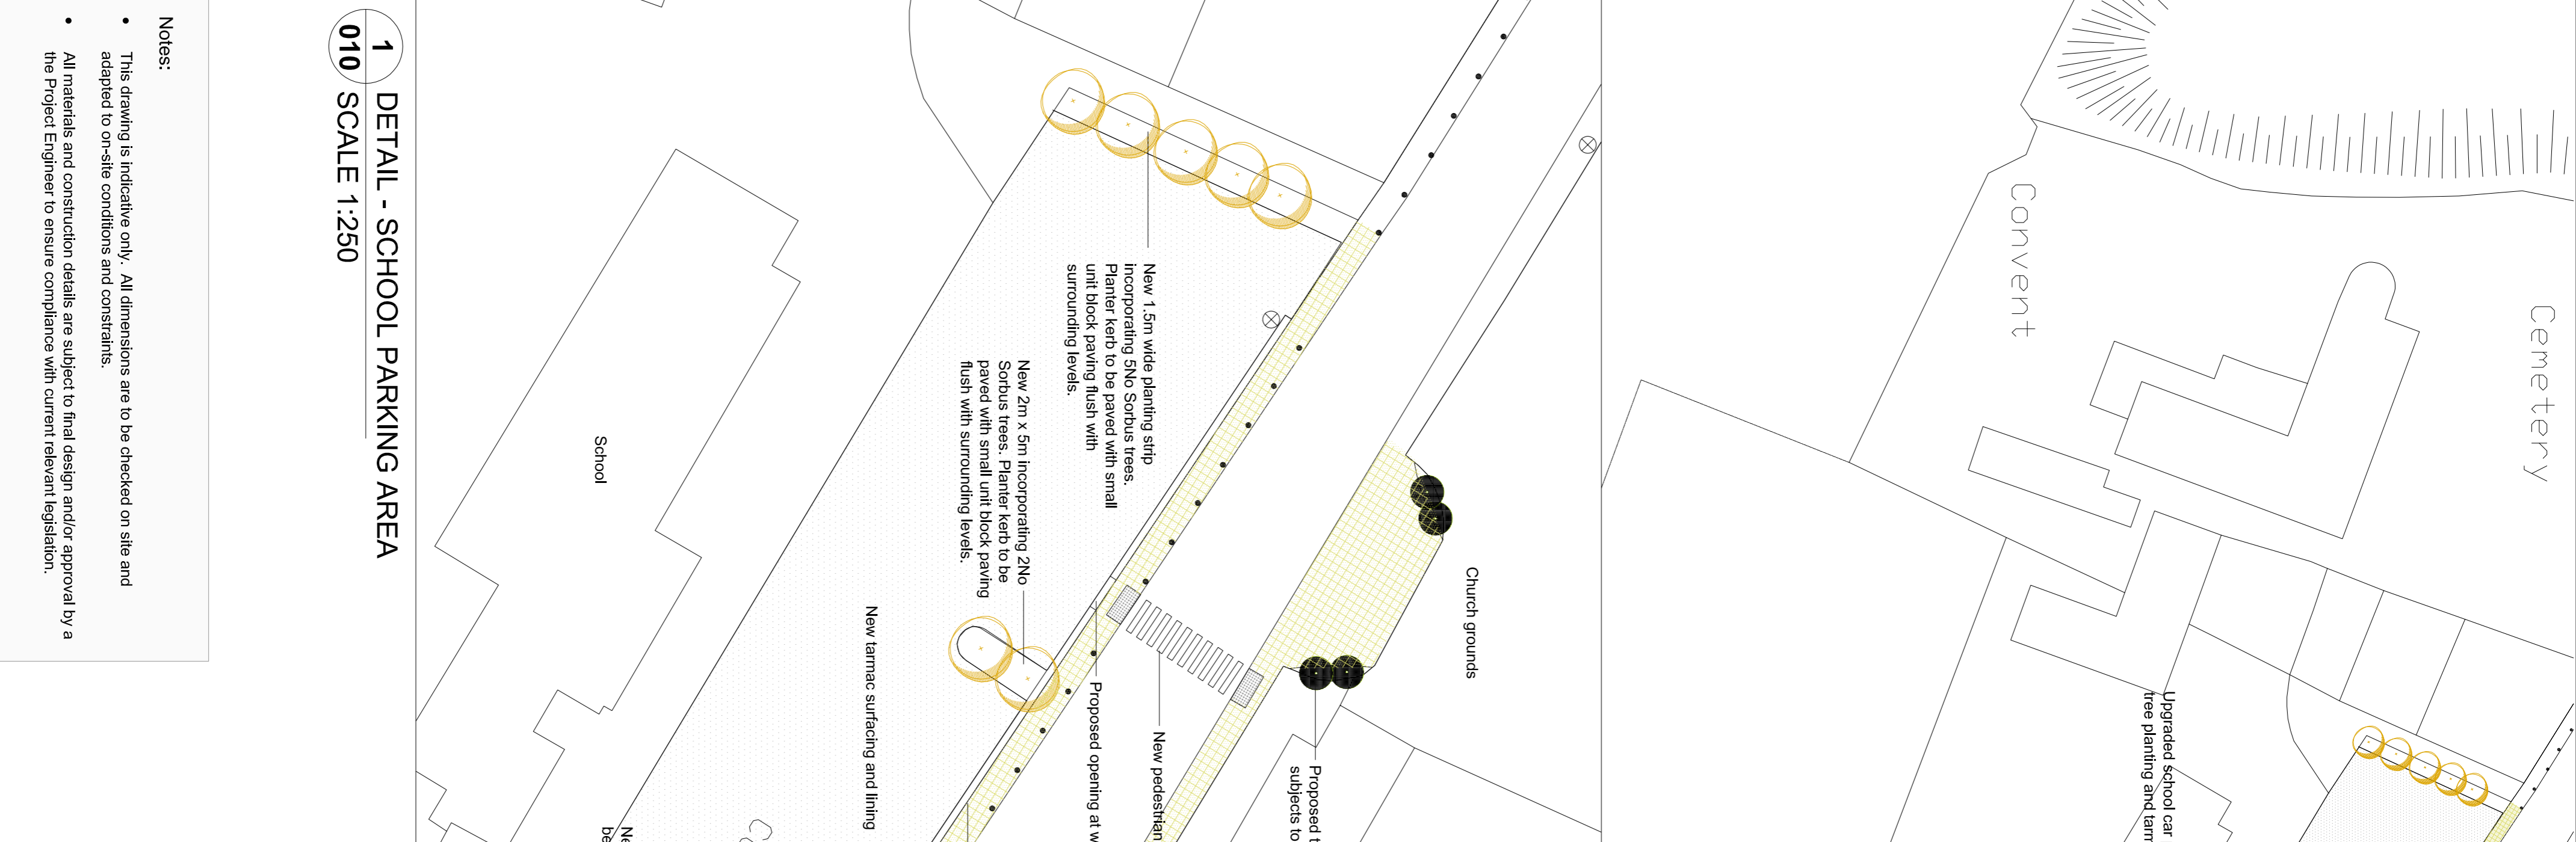 Cemetery
Convent
Upgraded school car
tree planting and tarm
Church grounds
Proposed t
subjects to
New 1.5m wide planting strip
incorporating 5No Sorbus trees.
Planter kerb to be paved with small
unit block paving flush with
surrounding levels.
New pedestrian
Proposed opening at w
New 2m x 5m incorporating 2No
Sorbus trees. Planter kerb to be
paved with small unit block paving
flush with surrounding levels.
New tarmac surfacing and lining
Ne
be
School
1
010
DETAIL - SCHOOL PARKING AREA
SCALE 1:250
Notes:
• This drawing is indicative only. All dimensions are to be checked on site and
adapted to on-site conditions and constraints.
• All materials and construction details are subject to final design and/or approval by a
the Project Engineer to ensure compliance with current relevant legislation.